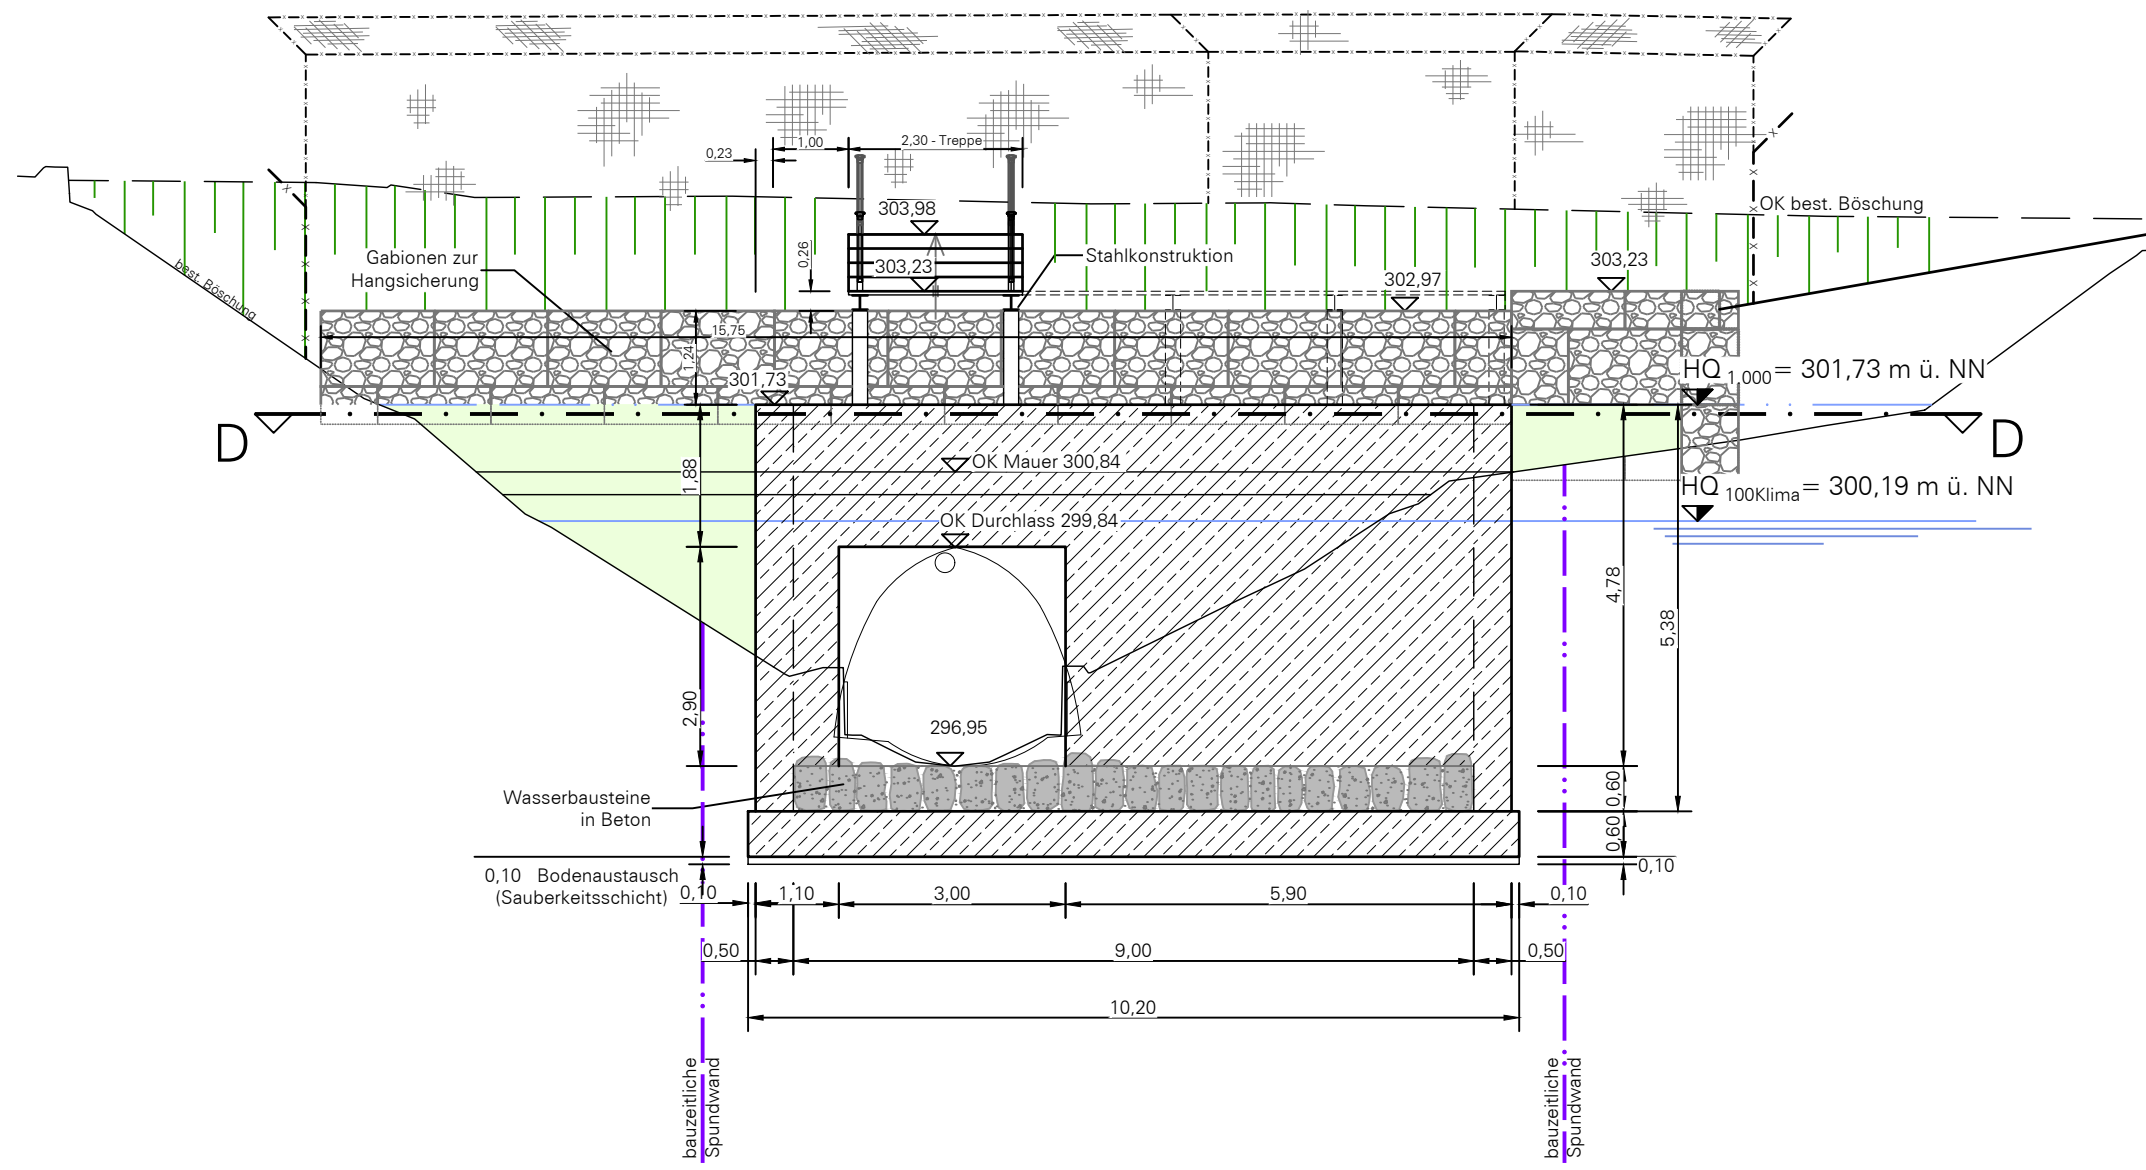 1,00
2,30 - Treppe
0,23
OK best. Böschung
303,98
Gabionen zur
Hangsicherung
best. Böschung
0,26
303,23
Stahlkonstruktion
303,23
302,97
15,75
1,24
301,73
HQ 1.000 = 301,73 m ü. NN
D
D
1,88
OK Mauer 300,84
HQ 100Klima = 300,19 m ü. NN
OK Durchlass 299,84
4,78
5,38
2,90
296,95
Wasserbausteine
in Beton
0,60
0,60
0,10
0,10 Bodenaustausch
(Sauberkeitsschicht)
0,10
1,10
3,00
5,90
0,10
0,50
9,00
0,50
10,20
bauzeitliche
Spundwand
bauzeitliche
Spundwand